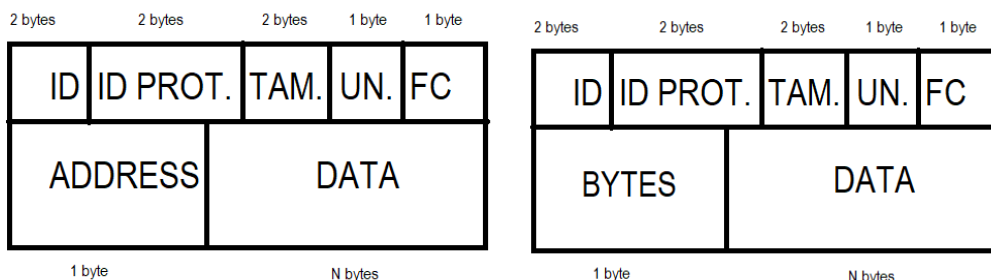 2 bytes 2 bytes 2 bytes 1 byte 1 byte
ID ID PROT. TAM. UN. FC
ADDRESS DATA
1 byte N bytes
2 bytes 2 bytes 2 bytes 1 byte 1 byte
ID ID PROT. TAM. UN. FC
BYTES DATA
1 byte N bytes